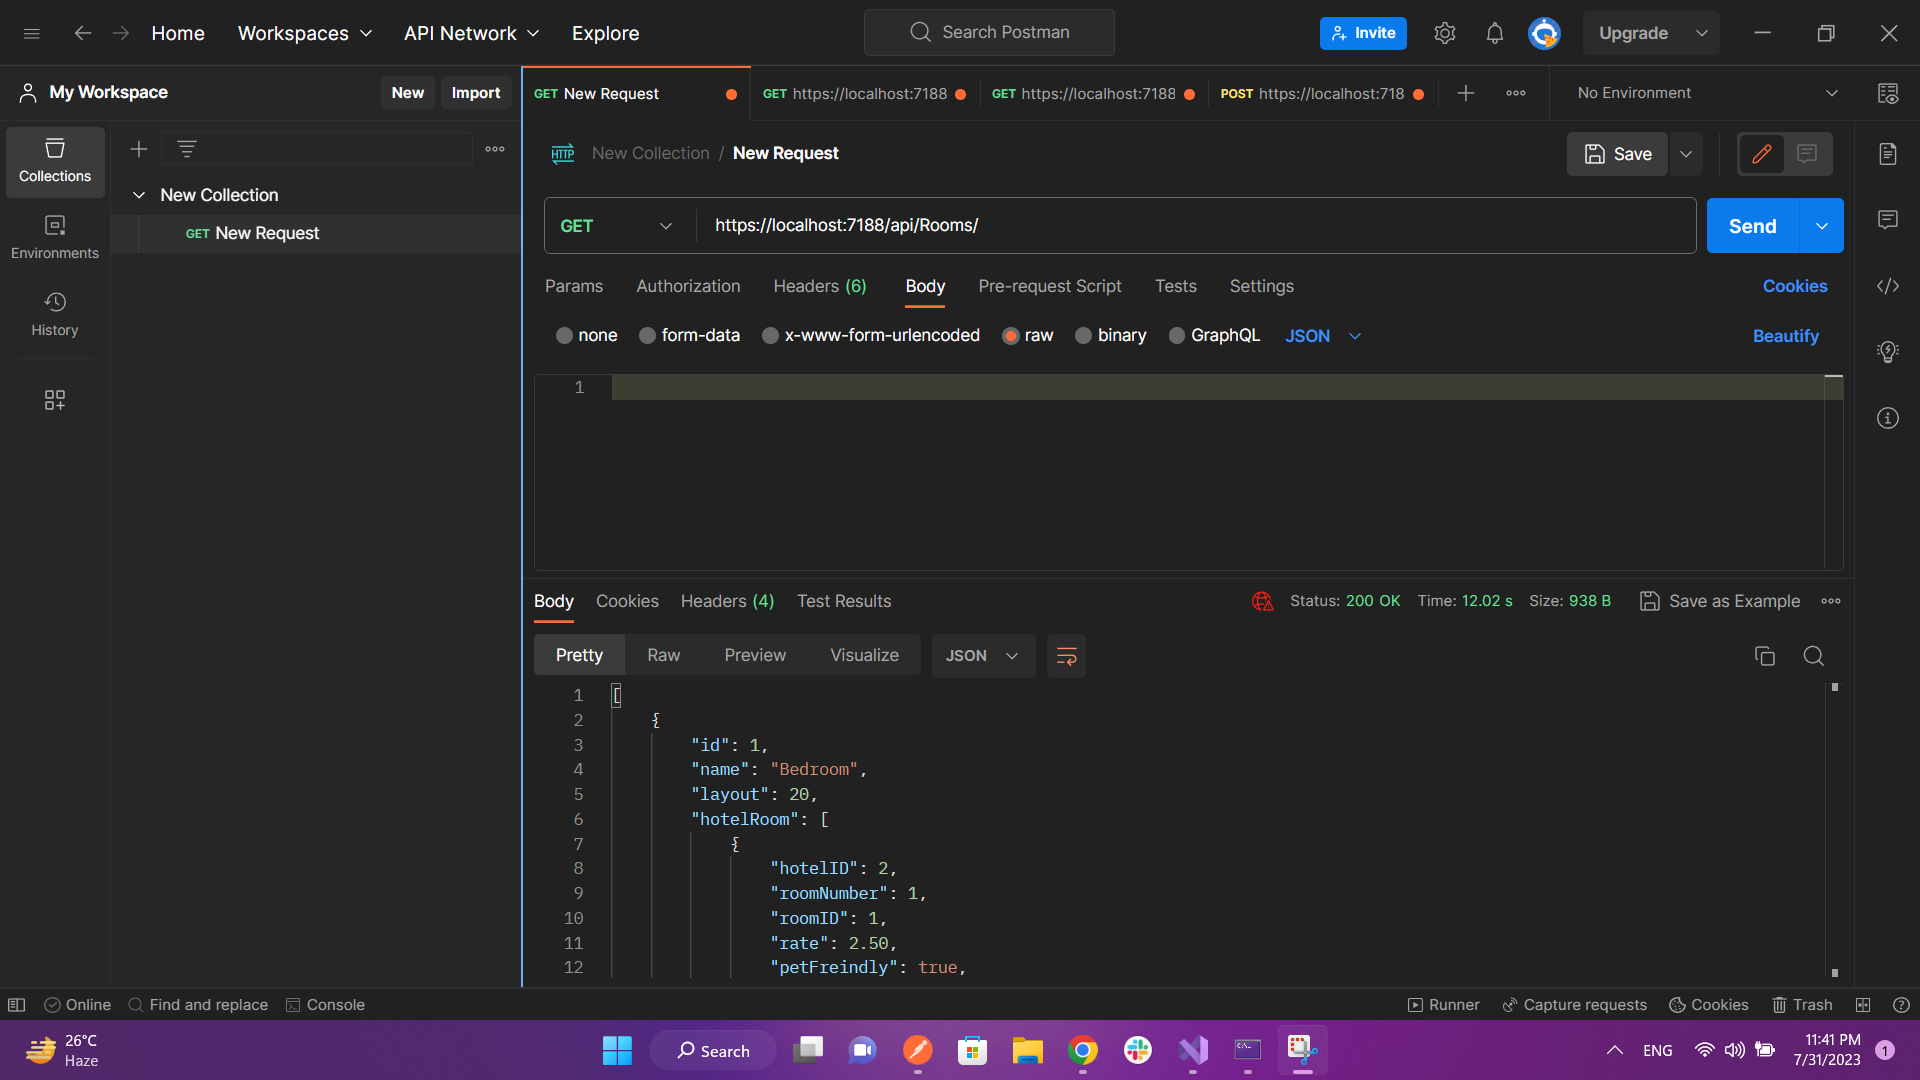 Home Workspaces API Network Explore Search Postman Invite Upgrade
My Workspace New Import GET New Request GET https://localhost:7188 GET https://localhost:7188 POST https://localhost:718 No Environment
Collections
Environments
History
New Collection
GET New Request
HTTP New Collection / New Request Save
GET https://localhost:7188/api/Rooms/ Send
Params Authorization Headers (6) Body Pre-request Script Tests Settings Cookies
none form-data x-www-form-urlencoded raw binary GraphQL JSON Beautify
1
Body Cookies Headers (4) Test Results Status: 200 OK Time: 12.02 s Size: 938 B Save as Example
Pretty Raw Preview Visualize JSON
1 [
2 {
3 "id": 1,
4 "name": "Bedroom",
5 "layout": 20,
6 "hotelRoom": [
7 {
8 "hotelID": 2,
9 "roomNumber": 1,
10 "roomID": 1,
11 "rate": 2.50,
12 "petFreindly": true,
Online Find and replace Console Runner Capture requests Cookies Trash
26°C
Haze
Search
ENG
11:41 PM
7/31/2023
1